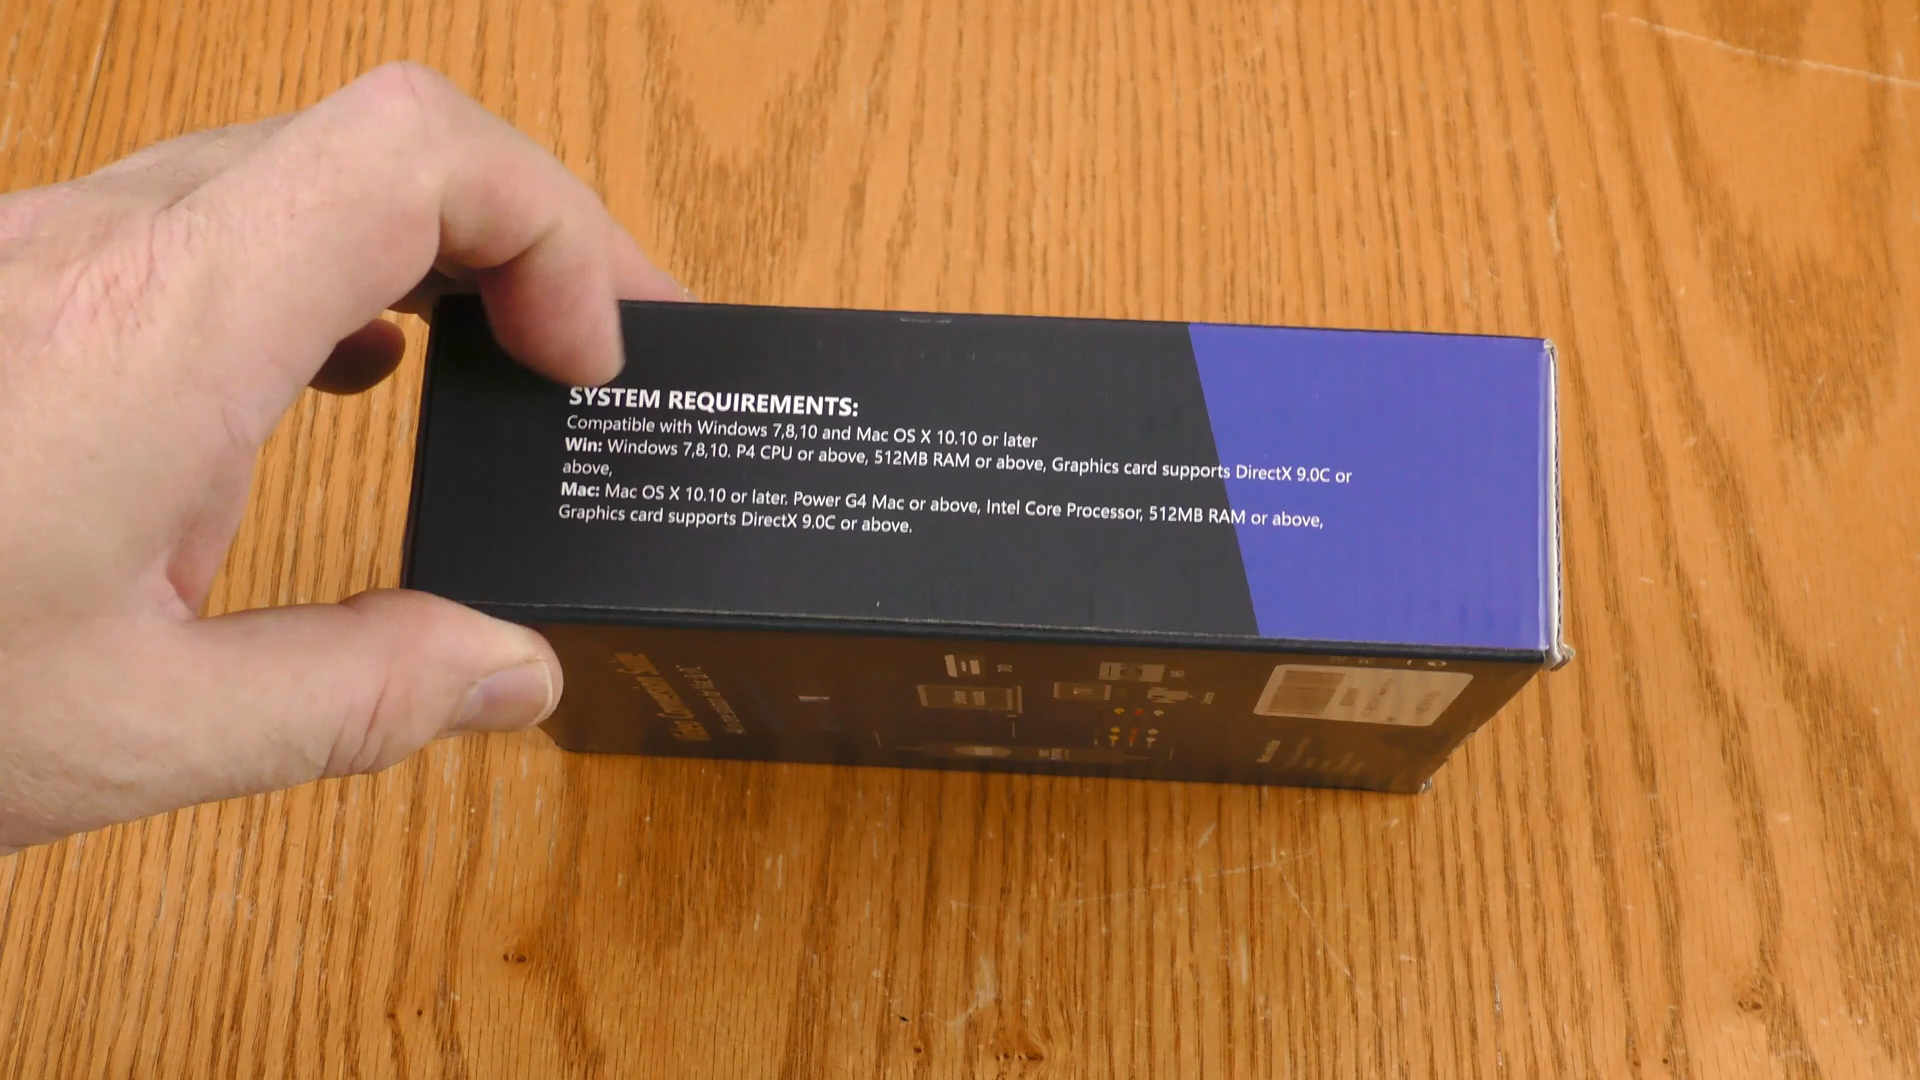 SYSTEM REQUIREMENTS:
Compatible with Windows 7,8,10 and Mac OS X 10.10 or later
Win: Windows 7,8,10. P4 CPU or above, 512MB RAM or above, Graphics card supports DirectX 9.0C or
above,
Mac: Mac OS X 10.10 or later. Power G4 Mac or above, Intel Core Processor, 512MB RAM or above,
Graphics card supports DirectX 9.0C or above.